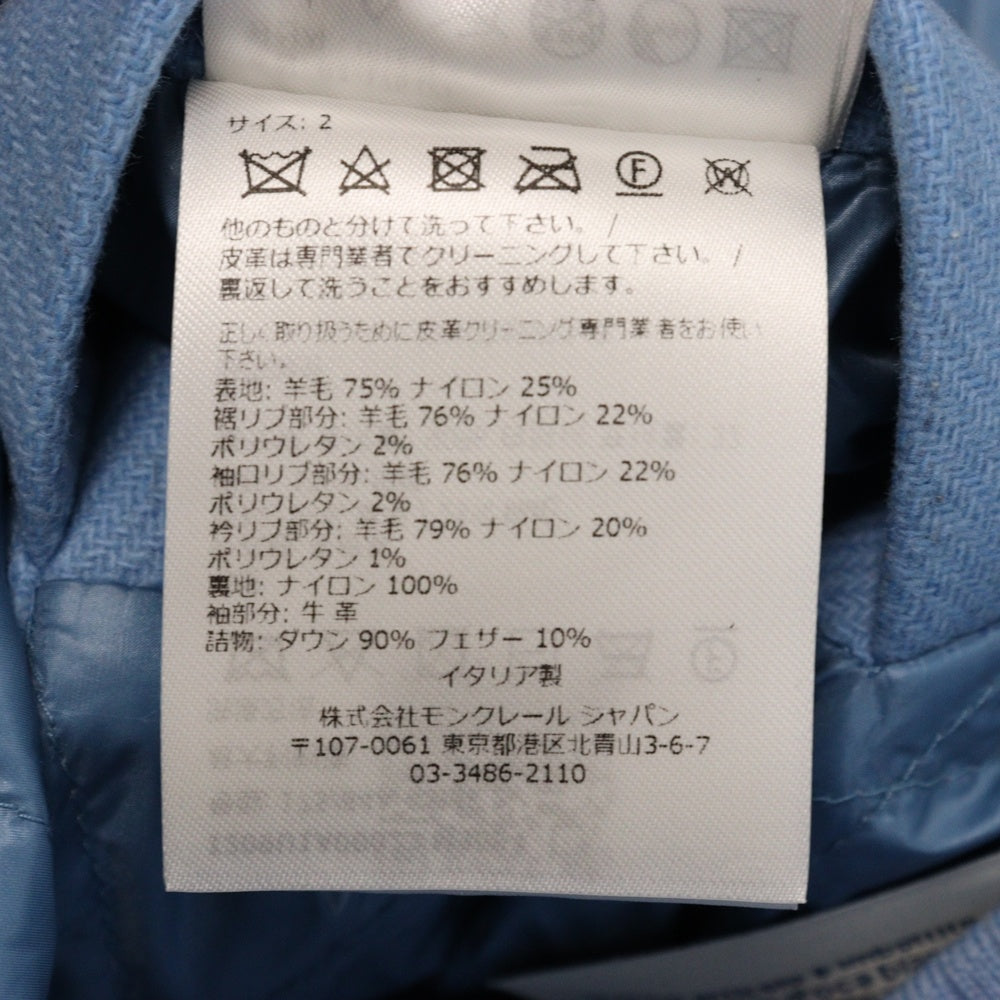 サイズ: 2
F
W
他のものと分けて洗って下さい。 /
皮革は専門業者でクリーニングして下さい。 /
裏返して洗うことをおすすめします。
正しく取り扱うために皮革クリーニング専門業者をお使い
下さい。
表地: 羊毛 75% ナイロン 25%
裾リブ部分: 羊毛 76% ナイロン 22%
ポリウレタン 2%
袖口リブ部分: 羊毛 76% ナイロン 22%
ポリウレタン 2%
衿リブ部分: 羊毛 79% ナイロン 20%
ポリウレタン 1%
裏地: ナイロン 100%
袖部分: 牛革
詰物: ダウン 90% フェザー 10%
イタリア製
株式会社モンクレール ジャパン
〒107-0061 東京都港区北青山3-6-7
03-3486-2110